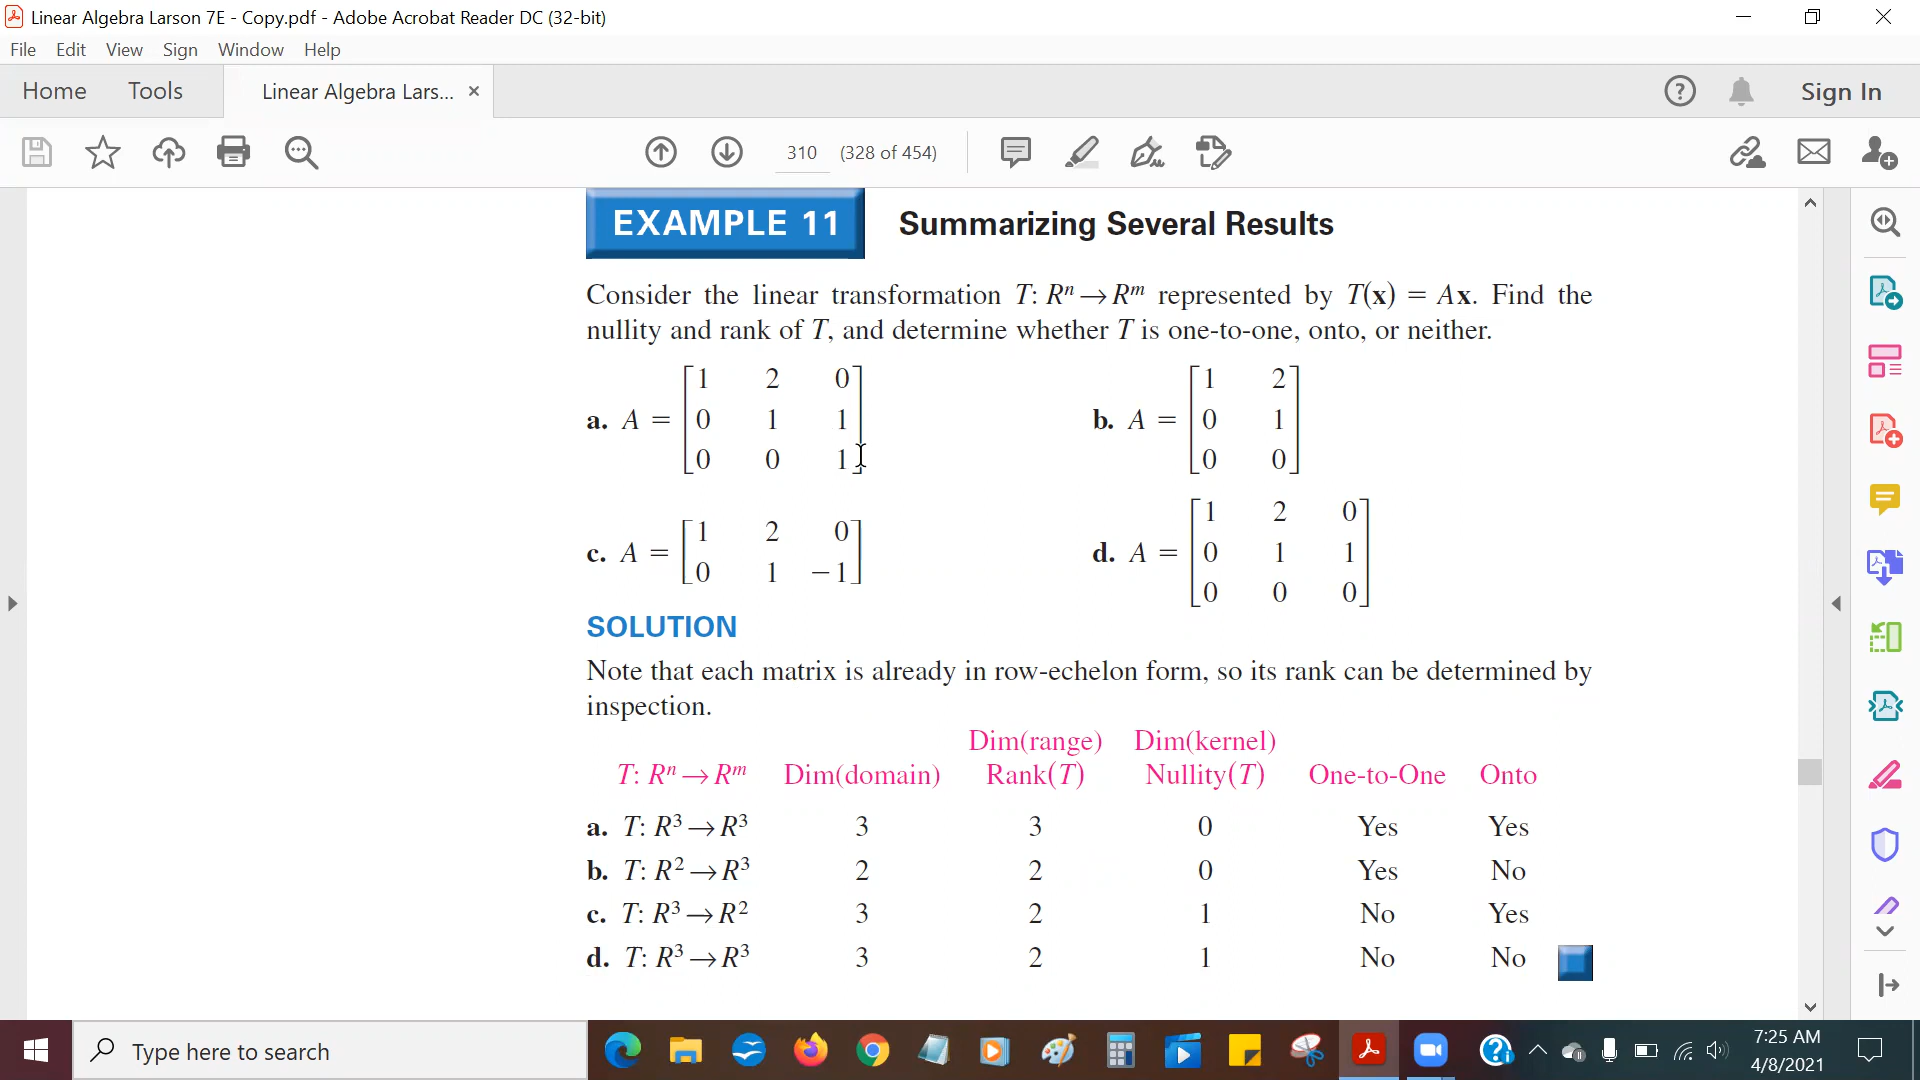 Linear Algebra Larson 7E - Copy.pdf - Adobe Acrobat Reader DC (32-bit)
File Edit View Sign Window Help
Home Tools Linear Algebra Lars... × Sign In
310 (328 of 454)
EXAMPLE 11 Summarizing Several Results
Consider the linear transformation T: Rⁿ → Rᵐ represented by T(x) = Ax. Find the
nullity and rank of T, and determine whether T is one-to-one, onto, or neither.
a. A = [1 2 0
0 1 1
0 0 1]
b. A = [1 2
0 1
0 0]
c. A = [1 2 0
0 1 −1]
d. A = [1 2 0
0 1 1
0 0 0]
SOLUTION
Note that each matrix is already in row-echelon form, so its rank can be determined by
inspection.
Dim(range) Dim(kernel)
T: Rⁿ → Rᵐ Dim(domain) Rank(T) Nullity(T) One-to-One Onto
a. T: R³ → R³ 3 3 0 Yes Yes
b. T: R² → R³ 2 2 0 Yes No
c. T: R³ → R² 3 2 1 No Yes
d. T: R³ → R³ 3 2 1 No No
Type here to search
7:25 AM
4/8/2021